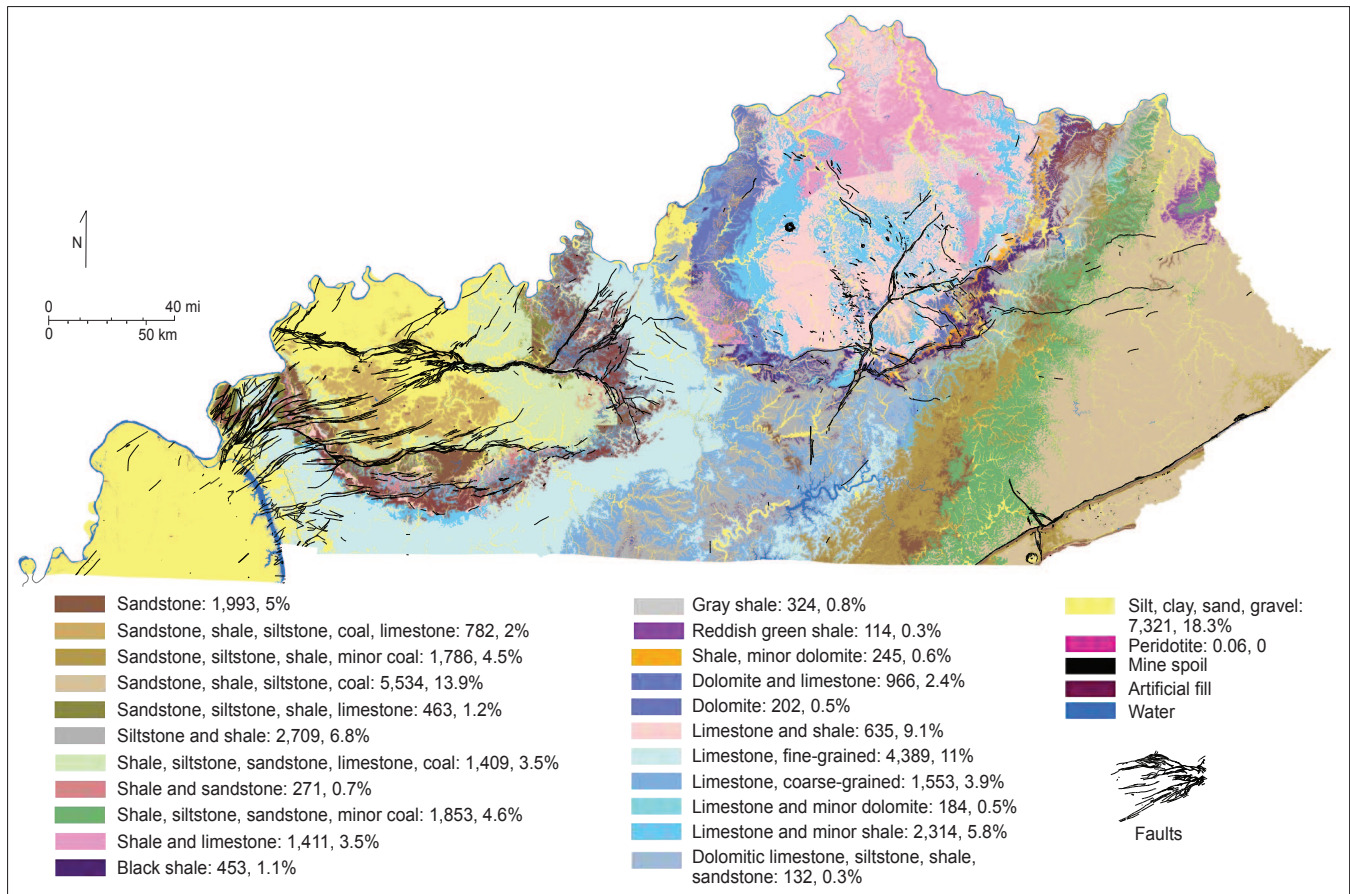 N
0 40 mi
0 50 km
Sandstone: 1,993, 5%
Sandstone, shale, siltstone, coal, limestone: 782, 2%
Sandstone, siltstone, shale, minor coal: 1,786, 4.5%
Sandstone, shale, siltstone, coal: 5,534, 13.9%
Sandstone, siltstone, shale, limestone: 463, 1.2%
Siltstone and shale: 2,709, 6.8%
Shale, siltstone, sandstone, limestone, coal: 1,409, 3.5%
Shale and sandstone: 271, 0.7%
Shale, siltstone, sandstone, minor coal: 1,853, 4.6%
Shale and limestone: 1,411, 3.5%
Black shale: 453, 1.1%
Gray shale: 324, 0.8%
Reddish green shale: 114, 0.3%
Shale, minor dolomite: 245, 0.6%
Dolomite and limestone: 966, 2.4%
Dolomite: 202, 0.5%
Limestone and shale: 635, 9.1%
Limestone, fine-grained: 4,389, 11%
Limestone, coarse-grained: 1,553, 3.9%
Limestone and minor dolomite: 184, 0.5%
Limestone and minor shale: 2,314, 5.8%
Dolomitic limestone, siltstone, shale,
sandstone: 132, 0.3%
Silt, clay, sand, gravel:
7,321, 18.3%
Peridotite: 0.06, 0
Mine spoil
Artificial fill
Water
Faults